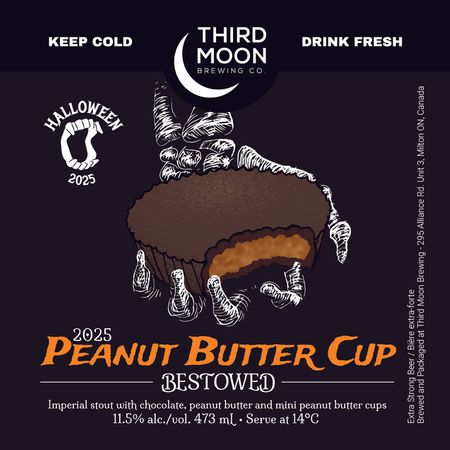 KEEP COLD
THIRD
MOON
BREWING CO.
DRINK FRESH
HALLOWEEN
2025
Extra Strong Beer / Bière extra-forte
Brewed and Packaged at Third Moon Brewing - 295 Alliance Rd. Unit 3, Milton ON, Canada
2025
PEANUT BUTTER CUP
BESTOWED
Imperial stout with chocolate, peanut butter and mini peanut butter cups
11.5% alc./vol. 473 mL • Serve at 14°C